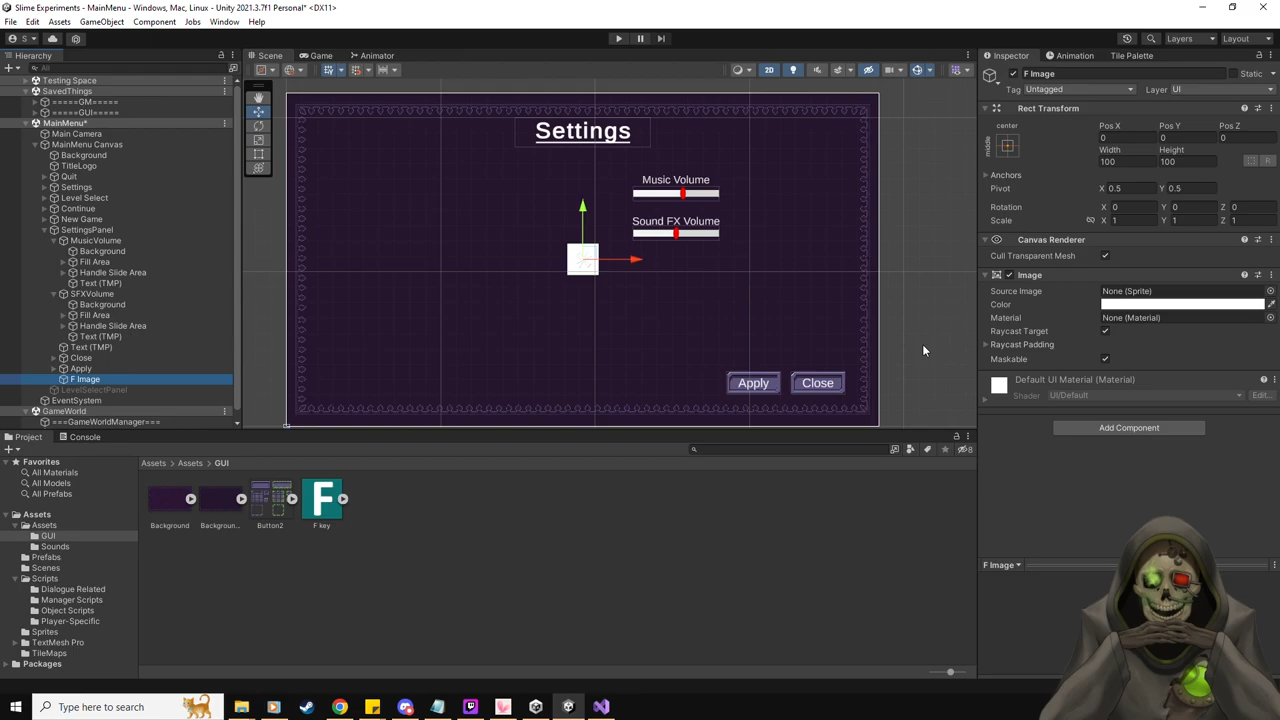 Slime Experiments - MainMenu - Windows, Mac, Linux - Unity 2021.3.7f1 Personal* <DX11>
File Edit Assets GameObject Component Jobs Window Help
S Layers Layout
Hierarchy Scene Game Animator Inspector Animation Tile Palette
All 2D
Testing Space
SavedThings
=====GM=====
=====GUI=====
MainMenu*
Main Camera
MainMenu Canvas
Background
TitleLogo
Quit
Settings
Level Select
Continue
New Game
SettingsPanel
MusicVolume
Background
Fill Area
Handle Slide Area
Text (TMP)
SFXVolume
Background
Fill Area
Handle Slide Area
Text (TMP)
Text (TMP)
Close
Apply
F Image
LevelSelectPanel
EventSystem
GameWorld
===GameWorldManager===
Settings
Music Volume
Sound FX Volume
Apply Close
F Image Static
Tag Untagged Layer UI
Rect Transform
center Pos X Pos Y Pos Z
middle 0 0 0
Width Height
100 100
R
Anchors
Pivot X 0.5 Y 0.5
Rotation X 0 Y 0 Z 0
Scale X 1 Y 1 Z 1
Canvas Renderer
Cull Transparent Mesh
Image
Source Image None (Sprite)
Color
Material None (Material)
Raycast Target
Raycast Padding
Maskable
Default UI Material (Material)
Shader UI/Default Edit...
Add Component
F Image
Project Console
8
Favorites
All Materials
All Models
All Prefabs
Assets
Assets
GUI
Sounds
Prefabs
Scenes
Scripts
Dialogue Related
Manager Scripts
Object Scripts
Player-Specific
Sprites
TextMesh Pro
TileMaps
Packages
Assets Assets GUI
F
Background Backgroun... Button2 F key
Type here to search